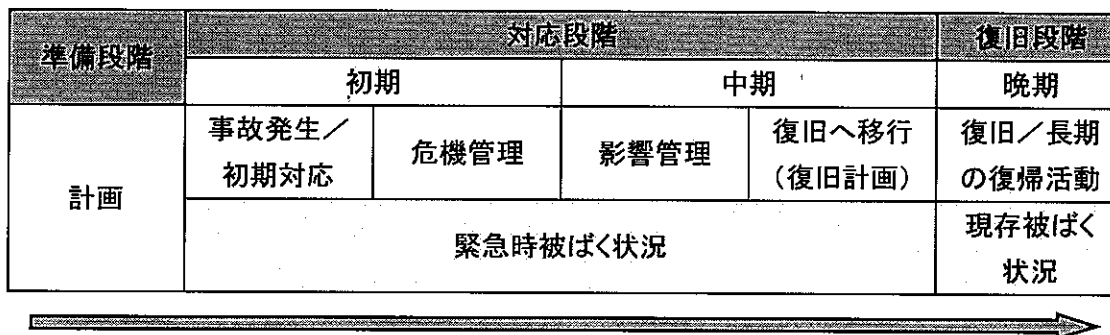 準備段階
対応段階
復旧段階
初期
中期
晩期
計画
事故発生／
初期対応
危機管理
影響管理
復旧へ移行
（復旧計画）
復旧／長期
の復帰活動
緊急時被ばく状況
現存被ばく
状況